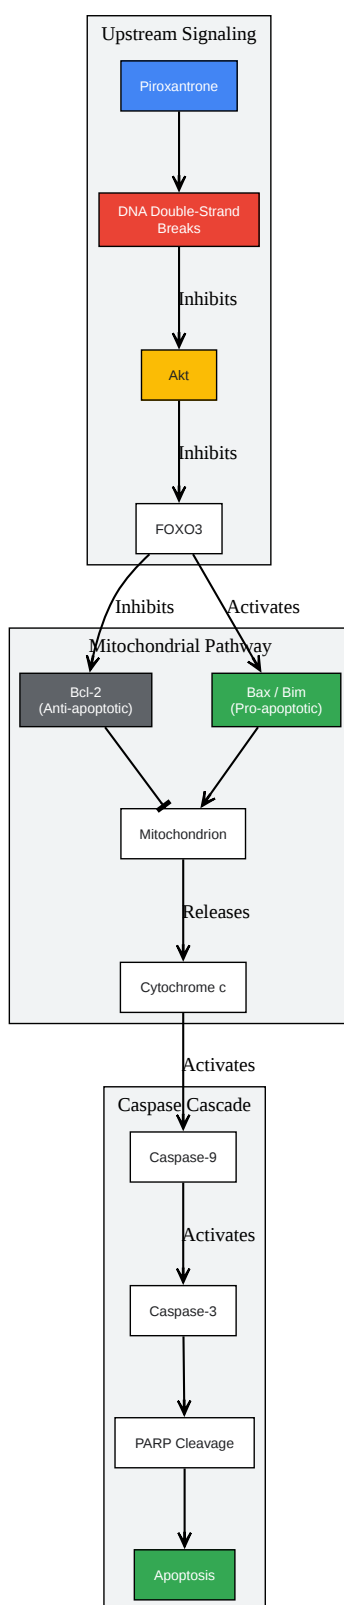 Upstream Signaling
Piroxantrone
DNA Double-Strand
Breaks
Inhibits
Akt
Inhibits
FOXO3
Inhibits
Activates
Mitochondrial Pathway
Bcl-2
(Anti-apoptotic)
Bax / Bim
(Pro-apoptotic)
Mitochondrion
Releases
Cytochrome c
Activates
Caspase Cascade
Caspase-9
Activates
Caspase-3
PARP Cleavage
Apoptosis